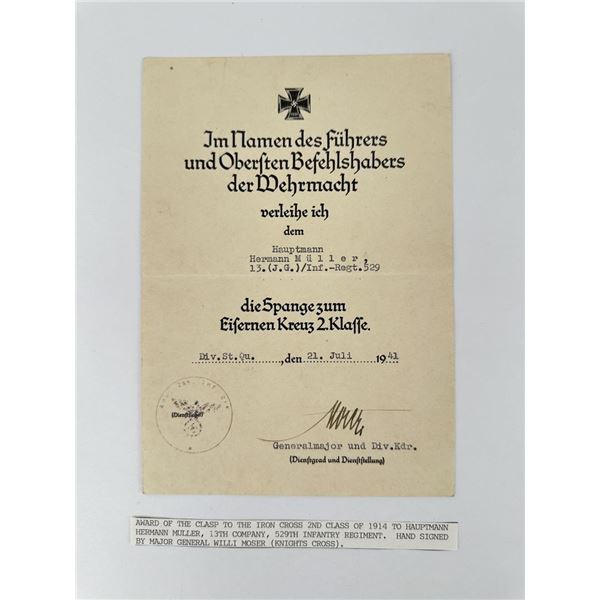 Im Namen des Führers
und Obersten Befehlshabers
der Wehrmacht
verleihe ich
dem
Hauptmann
Hermann M ü l l e r ,
13.(J.G.)/Inf.-Regt.529
die Spange zum
Eisernen Kreuz 2. Klasse.
Div.St.Qu. , den 21. Juli 1941
(Dienstsiegel)
Generalmajor und Div.Kdr.
(Dienstgrad und Dienststellung)
AWARD OF THE CLASP TO THE IRON CROSS 2ND CLASS OF 1914 TO HAUPTMANN
HERMANN MULLER, 13TH COMPANY, 529TH INFANTRY REGIMENT. HAND SIGNED
BY MAJOR GENERAL WILLI MOSER (KNIGHTS CROSS).